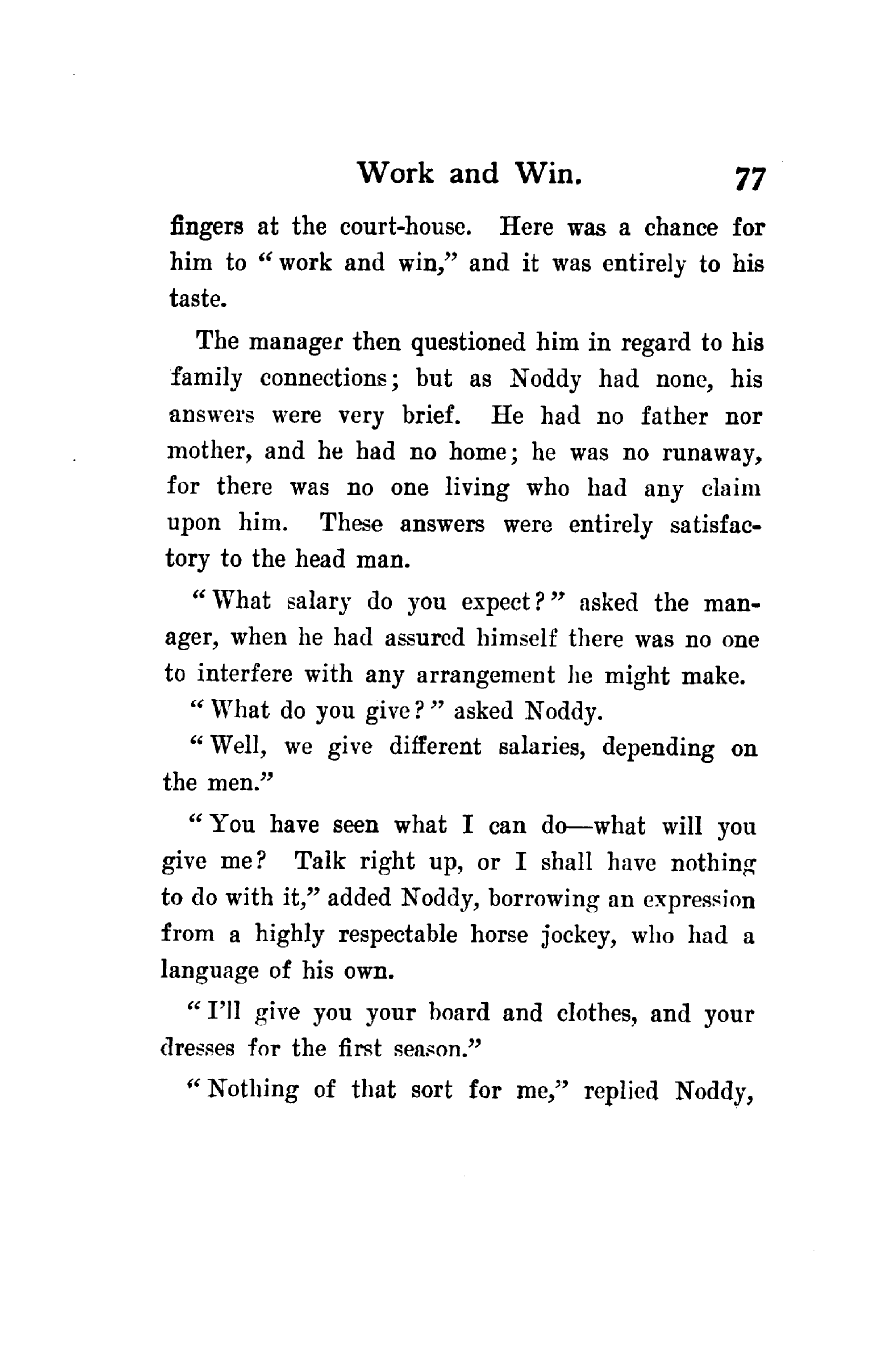 Work and Win. 77
fingers at the court-house. Here was a chance for
him to “ work and win,” and it was entirely to his
taste.
The manager then questioned him in regard to his
family connections; but as Noddy had none, his
answers were very brief. He had no father nor
mother, and he had no home; he was no runaway,
for there was no one living who had any claim
upon him. These answers were entirely satisfac-
tory to the head man.
“ What salary do you expect? ” asked the man-
ager, when he had assured himself there was no one
to interfere with any arrangement he might make.
“ What do you give? ” asked Noddy.
“ Well, we give different salaries, depending on
the men.”
“ You have seen what I can do—what will you
give me? Talk right up, or I shall have nothing
to do with it,” added Noddy, borrowing an expression
from a highly respectable horse jockey, who had a
language of his own.
“ I’ll give you your board and clothes, and your
dresses for the first season.”
“ Nothing of that sort for me,” replied Noddy,